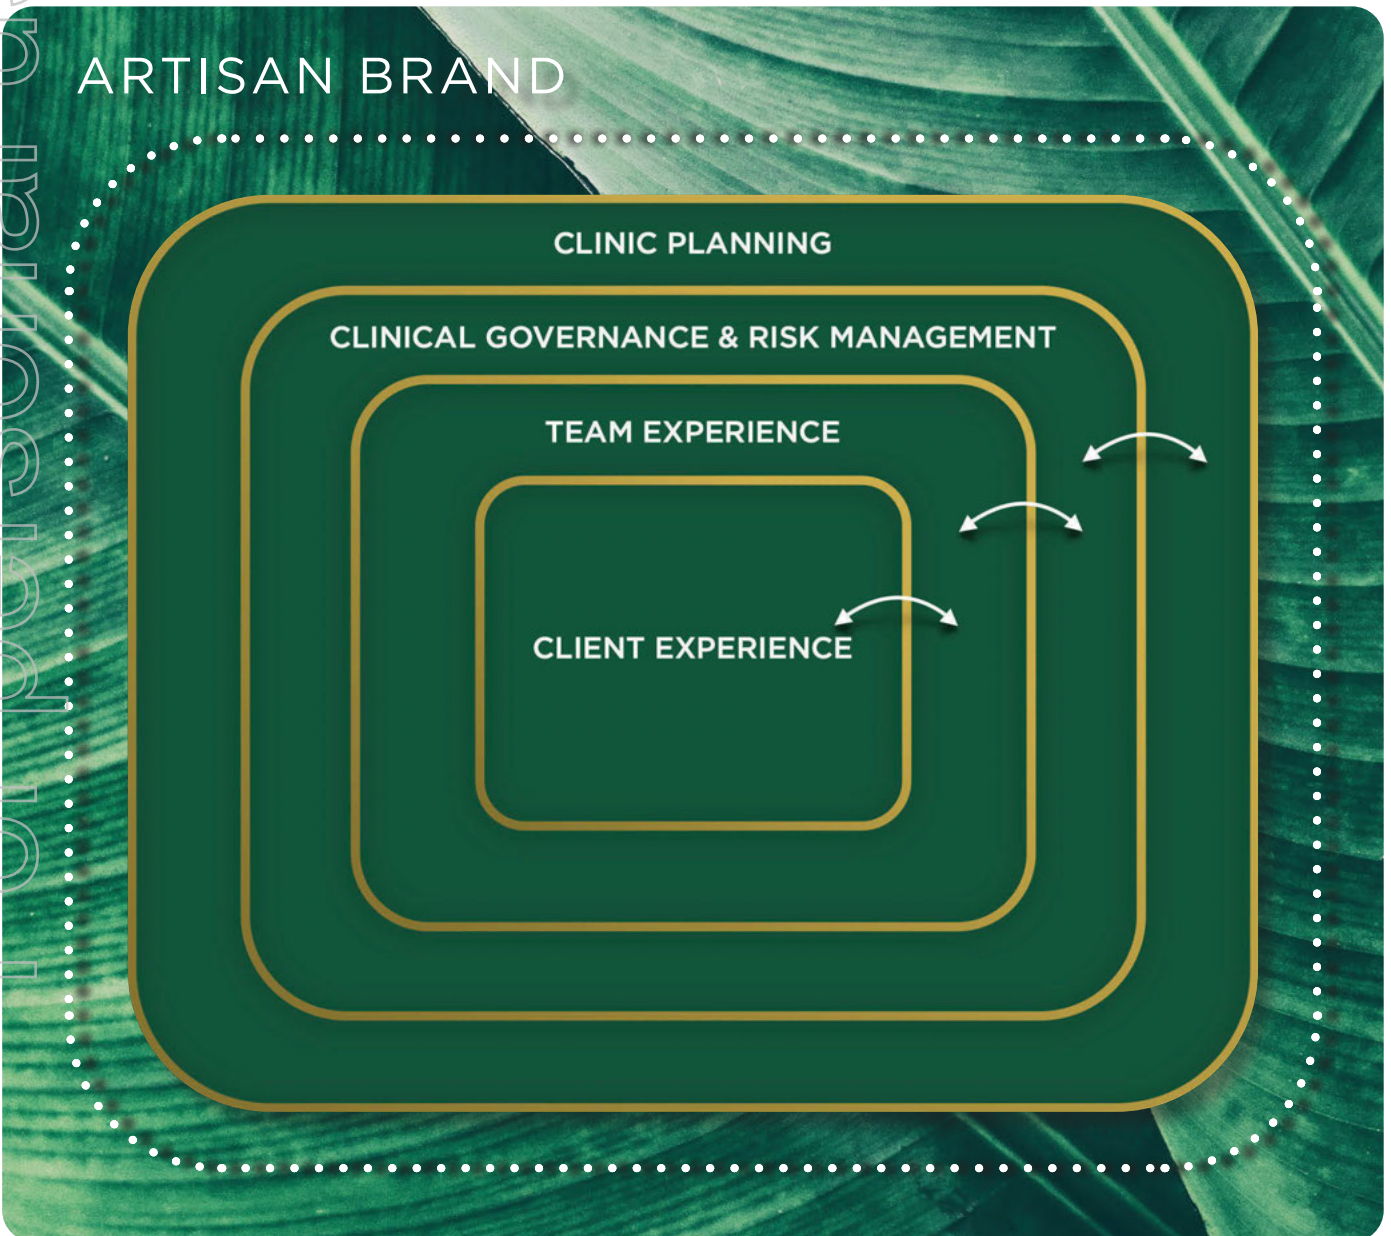 ARTISAN BRAND
CLINIC PLANNING
CLINICAL GOVERNANCE & RISK MANAGEMENT
TEAM EXPERIENCE
CLIENT EXPERIENCE